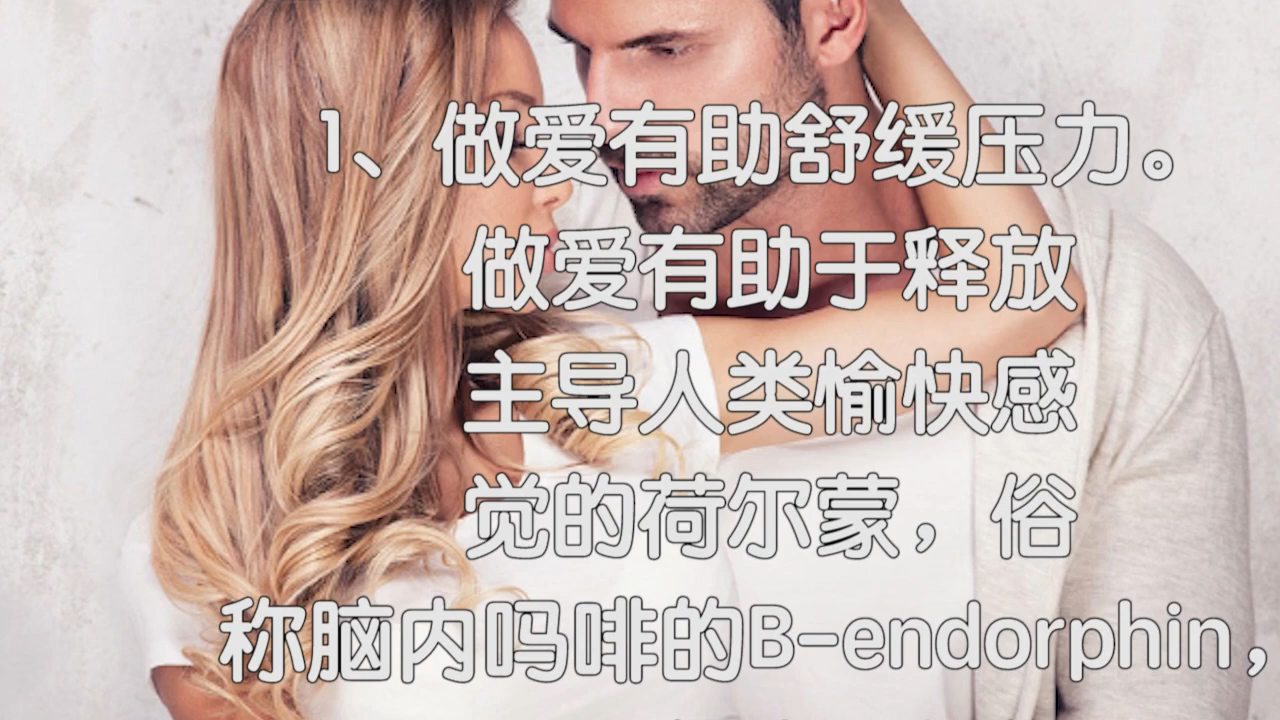 1、做爱有助舒缓压力。
做爱有助于释放
主导人类愉快感
觉的荷尔蒙，俗
称脑内吗啡的B-endorphin，